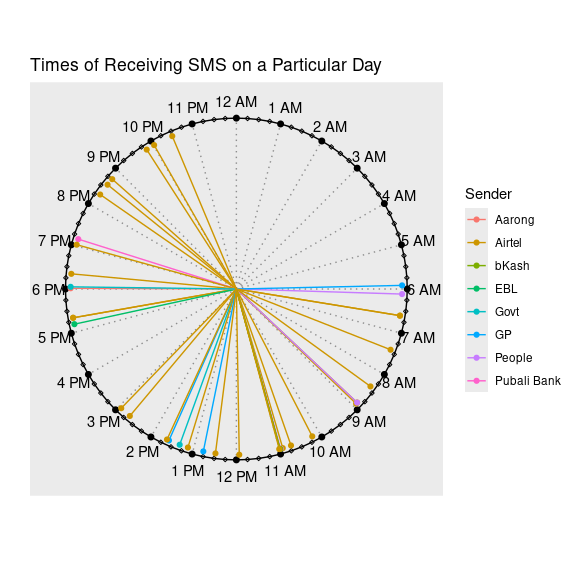 Times of Receiving SMS on a Particular Day
12 AM
1 AM
2 AM
3 AM
4 AM
5 AM
6 AM
7 AM
8 AM
9 AM
10 AM
11 AM
12 PM
1 PM
2 PM
3 PM
4 PM
5 PM
6 PM
7 PM
8 PM
9 PM
10 PM
11 PM
Sender
Aarong
Airtel
bKash
EBL
Govt
GP
People
Pubali Bank